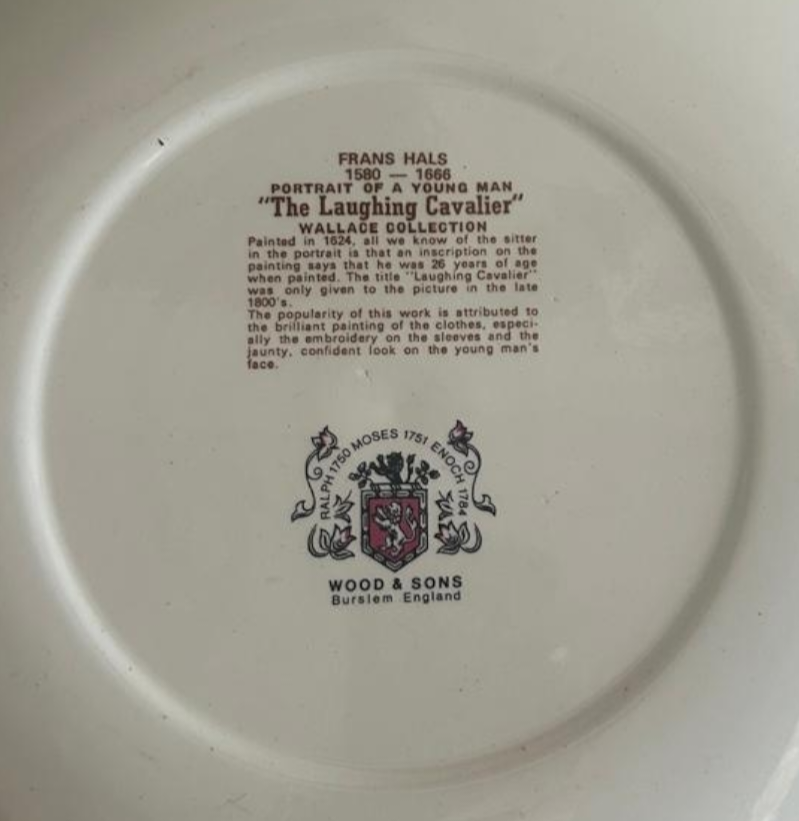 FRANS HALS
1580 — 1666
PORTRAIT OF A YOUNG MAN
"The Laughing Cavalier"
WALLACE COLLECTION
Painted in 1624, all we know of the sitter
in the portrait is that an inscription on the
painting says that he was 26 years of age
when painted. The title "Laughing Cavalier"
was only given to the picture in the late
1800's.
The popularity of this work is attributed to
the brilliant painting of the clothes, especi-
ally the embroidery on the sleeves and the
jaunty, confident look on the young man's
face.
RALPH 1750 MOSES 1751 ENOCH 1784
WOOD & SONS
Burslem England